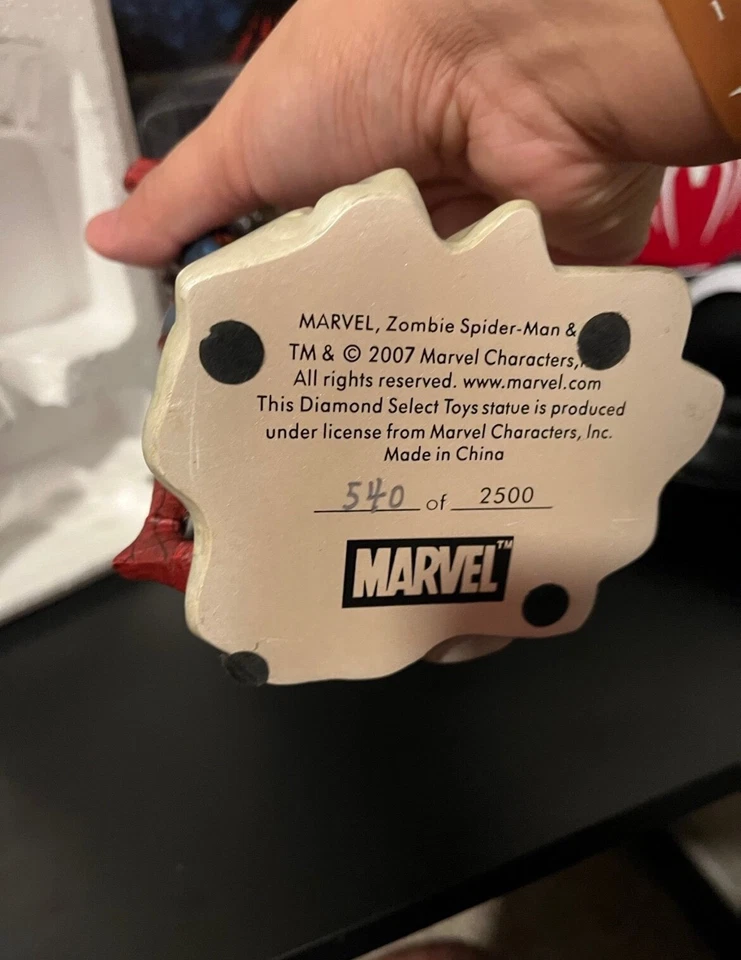 MARVEL, Zombie Spider-Man &
TM & © 2007 Marvel Characters,
All rights reserved. www.marvel.com
This Diamond Select Toys statue is produced
under license from Marvel Characters, Inc.
Made in China
540 of 2500
MARVEL™